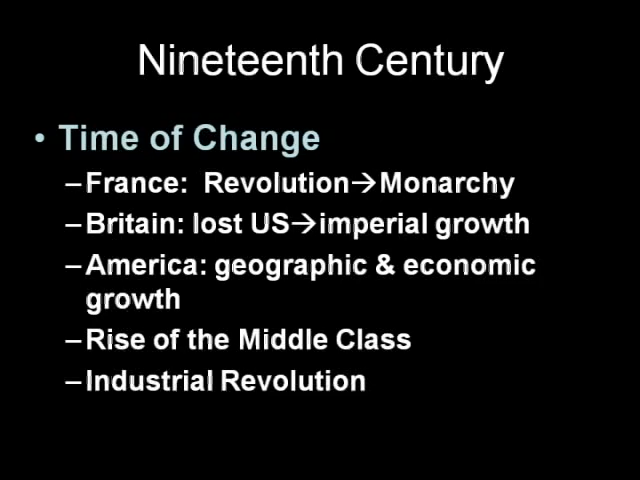 Nineteenth Century
• Time of Change
–France:  Revolution→Monarchy
–Britain: lost US→imperial growth
–America: geographic & economic
growth
–Rise of the Middle Class
–Industrial Revolution